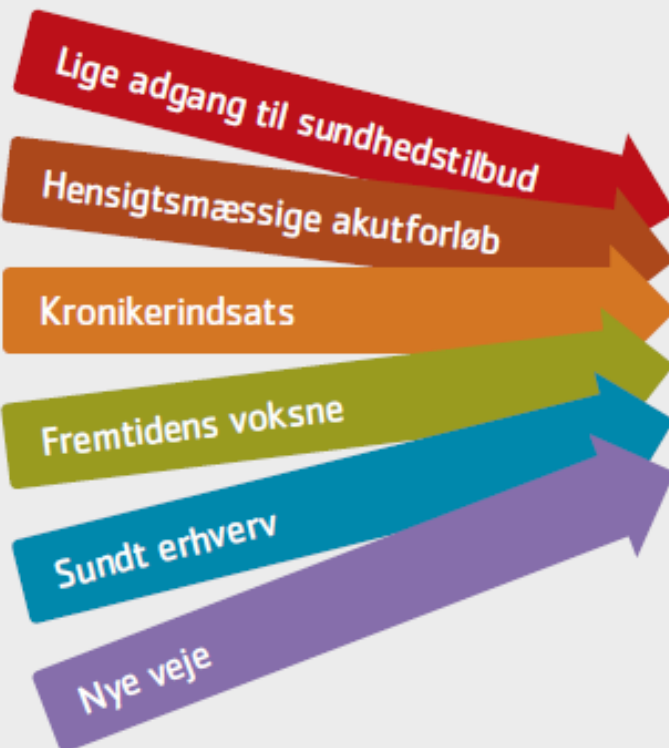 Lige adgang til sundhedstilbud
Hensigtsmæssige akutforløb
Kronikerindsats
Fremtidens voksne
Sundt erhverv
Nye veje